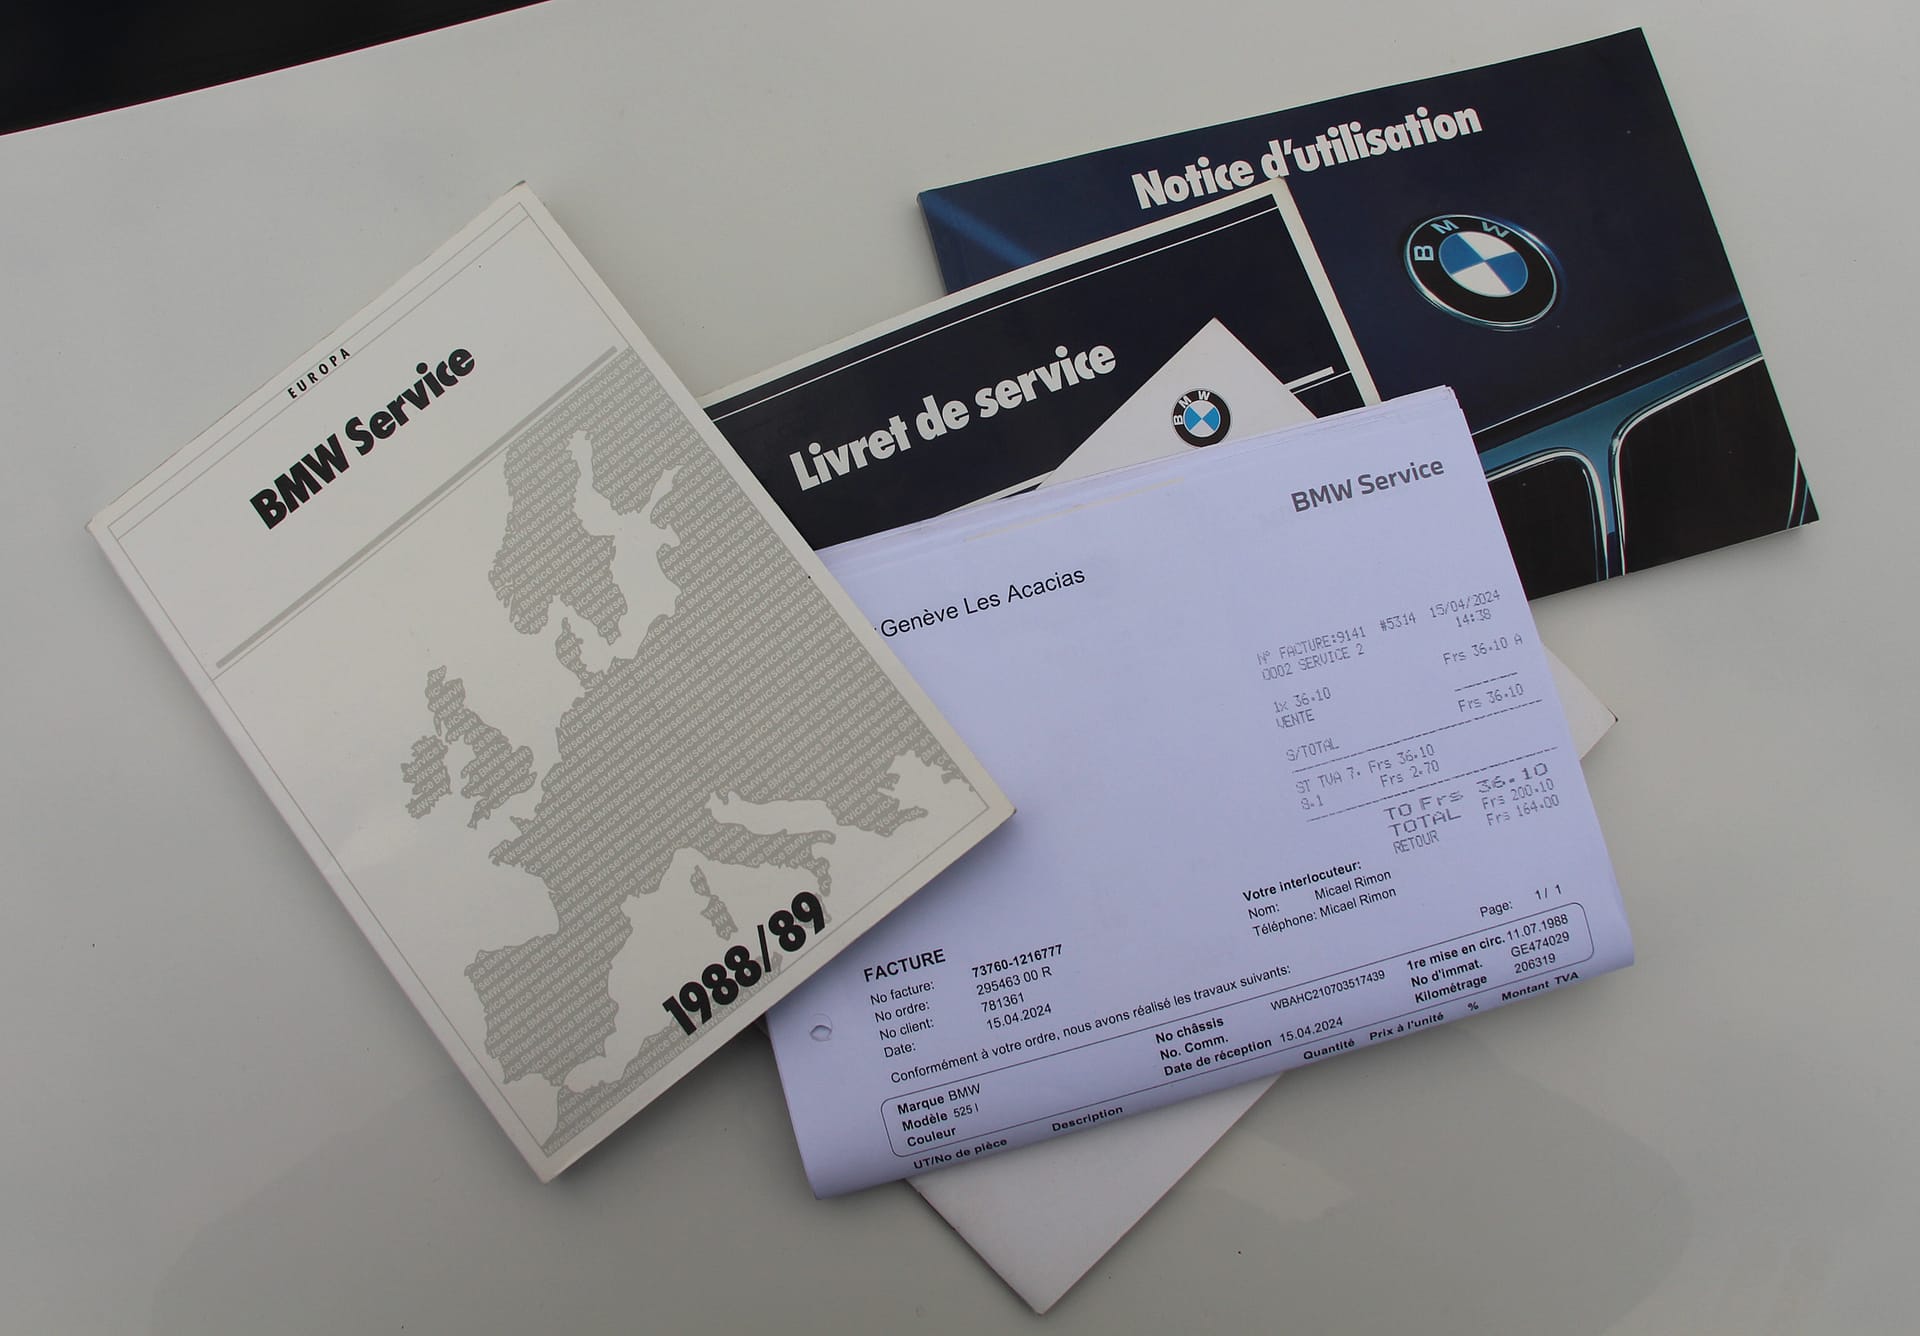 EUROPA
BMW Service
1988/89
Notice d'utilisation
BMW
Livret de service
BMW
BMW Service
Genève Les Acacias
N° FACTURE:9141 #5314 15/04/2024
0002 SERVICE 2 14:38
1x 36.10 Frs 36.10 A
VENTE
S/TOTAL Frs 36.10
ST TVA 7. Frs 36.10
8.1 Frs 2.70
TO Frs 36.10
TOTAL Frs 200.10
RETOUR Frs 164.00
Votre interlocuteur:
Nom: Micael Rimon
Téléphone: Micael Rimon
Page: 1/ 1
FACTURE
No facture: 73760-1216777
No ordre: 295463 00 R
No client: 781361
Date: 15.04.2024
Conformément à votre ordre, nous avons réalisé les travaux suivants:
Marque BMW
Modèle 525 I
Couleur
No châssis WBAHC210703517439
No. Comm.
Date de réception 15.04.2024
1re mise en circ. 11.07.1988
No d'immat. GE474029
Kilométrage 206319
UT/No de pièce Description Quantité Prix à l'unité % Montant TVA